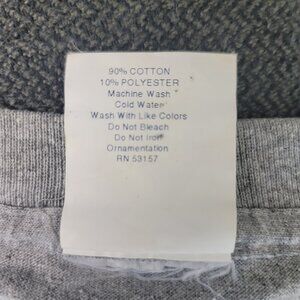 90% COTTON
10% POLYESTER
Machine Wash
Cold Water
Wash With Like Colors
Do Not Bleach
Do Not Iron
Ornamentation
RN 53157